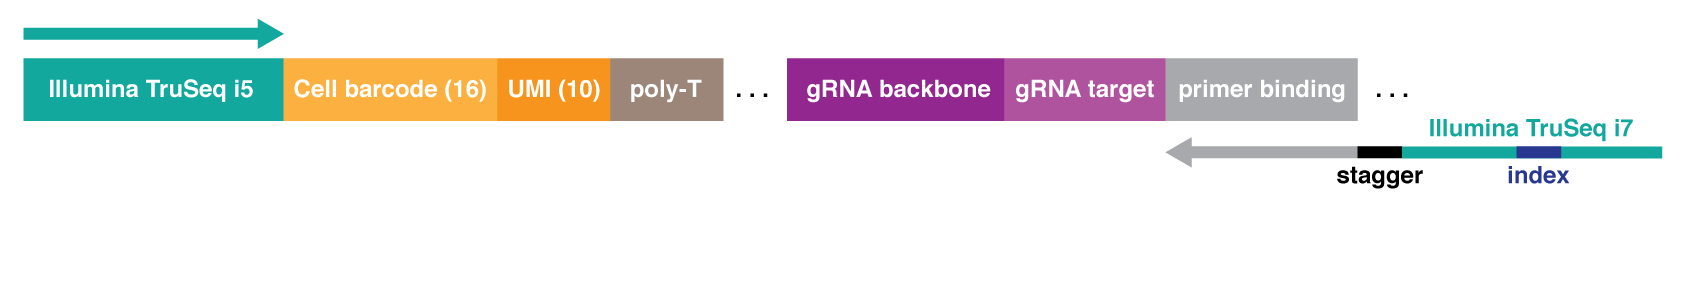 Illumina TruSeq i5 Cell barcode (16) UMI (10) poly-T ... gRNA backbone gRNA target primer binding ...
Illumina TruSeq i7
stagger index